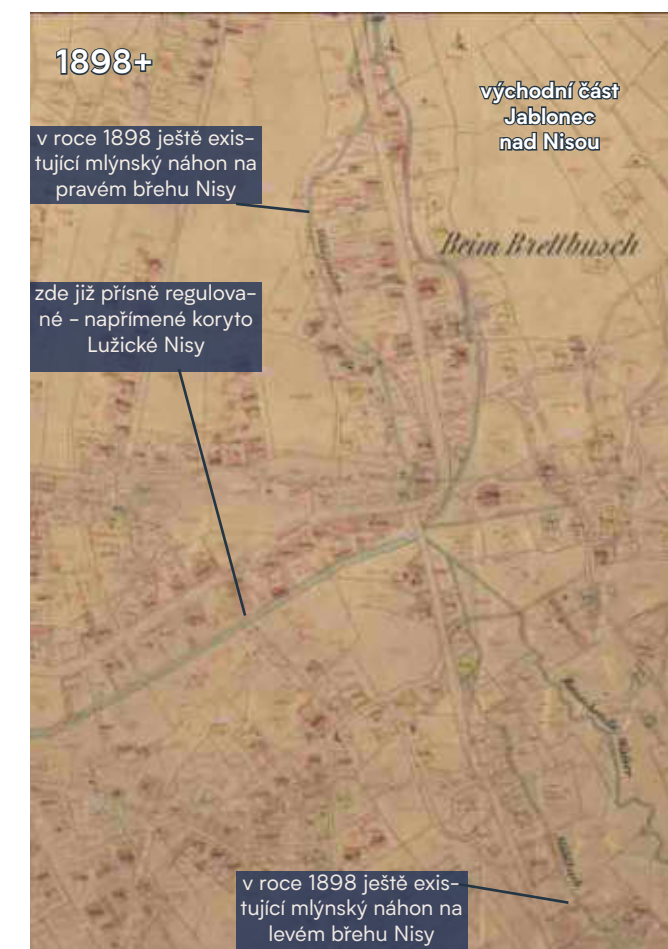 1898+
východní část
Jablonec
nad Nisou
v roce 1898 ještě exis-
tující mlýnský náhon na
pravém břehu Nisy
Beim Brettbusch
zde již přísně regulova-
né - napřímené koryto
Lužické Nisy
v roce 1898 ještě exis-
tující mlýnský náhon na
levém břehu Nisy